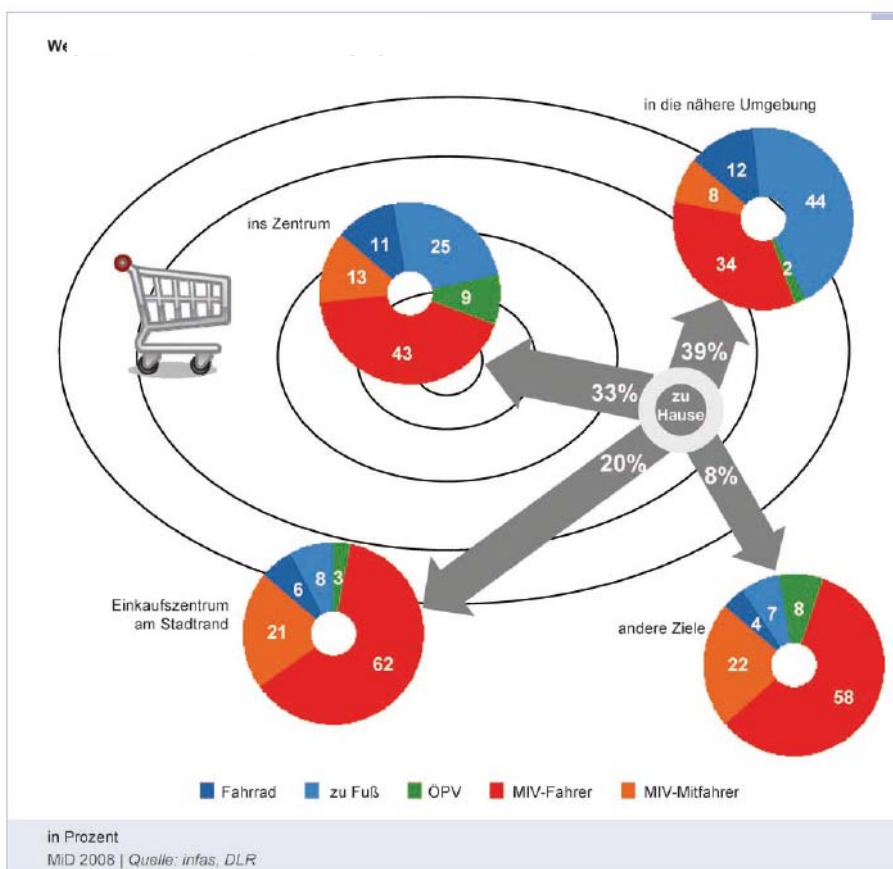 We
in die nähere Umgebung
12
8
44
34
2
ins Zentrum
11
25
13
9
43
39%
33%
zu
Hause
20%
8%
Einkaufszentrum
am Stadtrand
6
8
3
21
62
andere Ziele
4
7
8
22
58
Fahrrad
zu Fuß
ÖPV
MIV-Fahrer
MIV-Mitfahrer
in Prozent
MiD 2008 | Quelle: infas, DLR